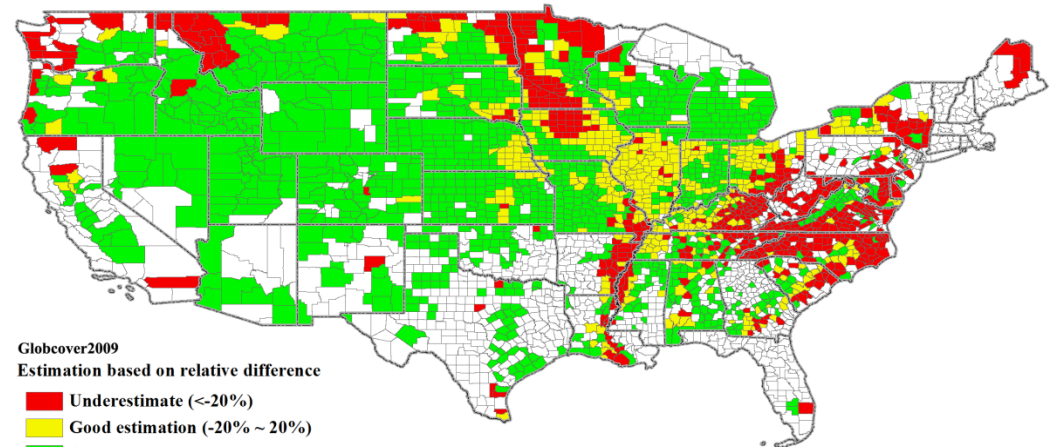 Globcover2009
Estimation based on relative difference
Underestimate (<-20%)
Good estimation (-20% ~ 20%)